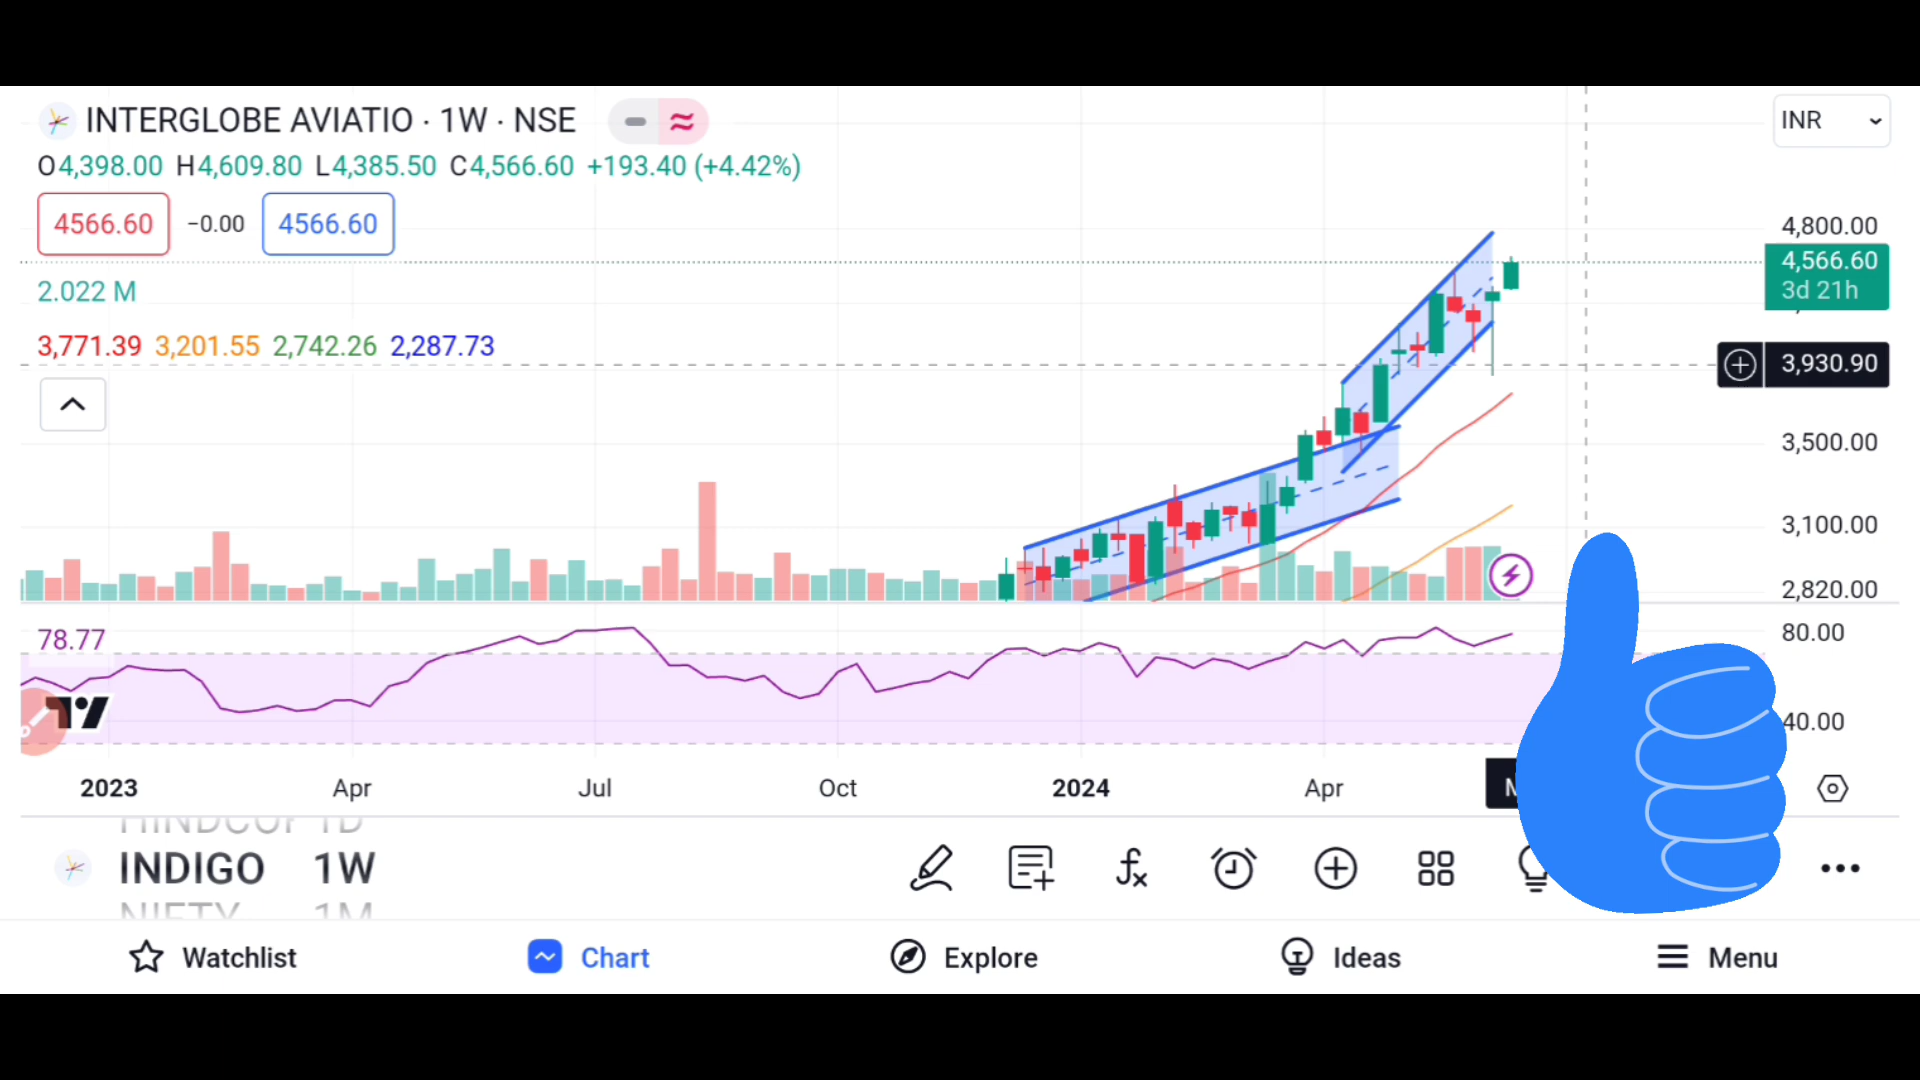 INTERGLOBE AVIATIO · 1W · NSE
INR
O4,398.00 H4,609.80 L4,385.50 C4,566.60 +193.40 (+4.42%)
4566.60 −0.00 4566.60
4,800.00
4,566.60
3d 21h
2.022 M
3,771.39 3,201.55 2,742.26 2,287.73
3,930.90
3,500.00
3,100.00
2,820.00
78.77
80.00
40.00
2023 Apr Jul Oct 2024 Apr
INDIGO 1W
NIFTY 1M
Watchlist Chart Explore Ideas Menu